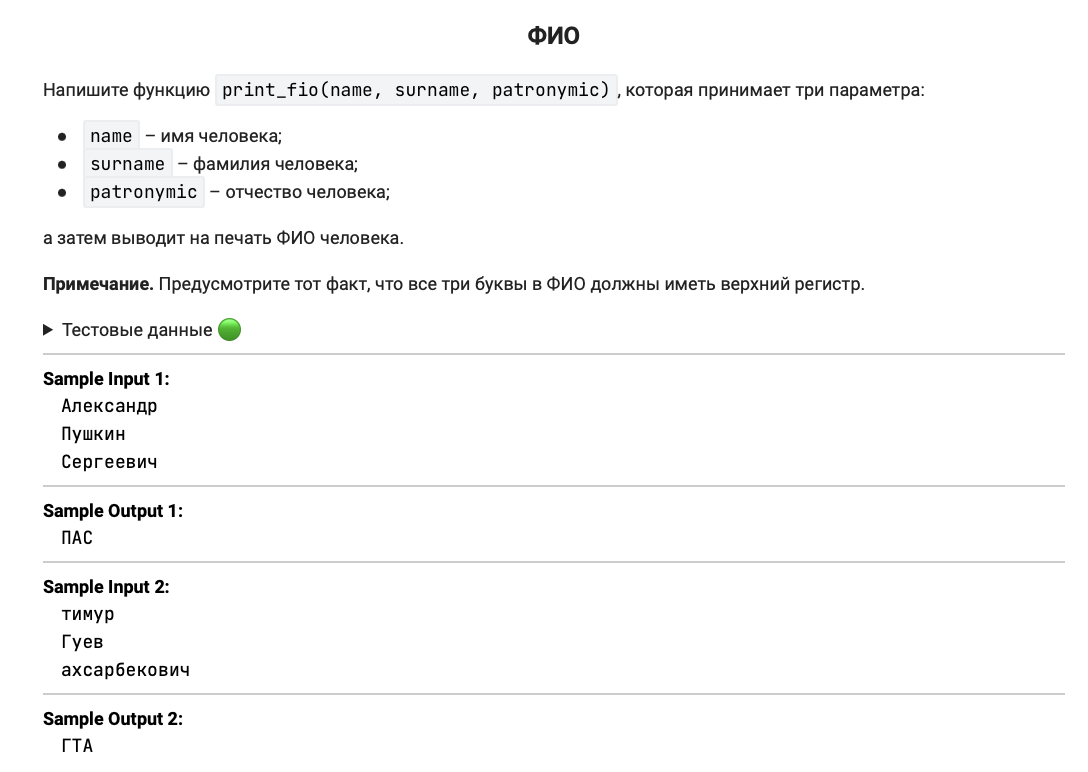 ФИО
Напишите функцию print_fio(name, surname, patronymic) , которая принимает три параметра:
● name – имя человека;
● surname – фамилия человека;
● patronymic – отчество человека;
а затем выводит на печать ФИО человека.
Примечание. Предусмотрите тот факт, что все три буквы в ФИО должны иметь верхний регистр.
▶ Тестовые данные 🟢
Sample Input 1:
Александр
Пушкин
Сергеевич
Sample Output 1:
ПАС
Sample Input 2:
тимур
Гуев
ахсарбекович
Sample Output 2:
ГТА